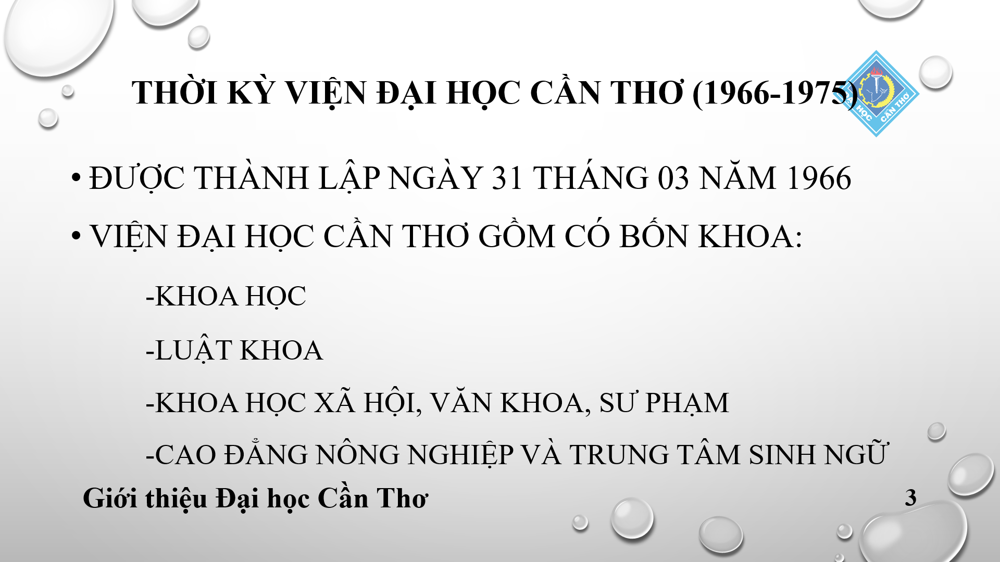 THỜI KỲ VIỆN ĐẠI HỌC CẦN THƠ (1966-1975)
ĐẠI HỌC CẦN THƠ
• ĐƯỢC THÀNH LẬP NGÀY 31 THÁNG 03 NĂM 1966
• VIỆN ĐẠI HỌC CẦN THƠ GỒM CÓ BỐN KHOA:
-KHOA HỌC
-LUẬT KHOA
-KHOA HỌC XÃ HỘI, VĂN KHOA, SƯ PHẠM
-CAO ĐẲNG NÔNG NGHIỆP VÀ TRUNG TÂM SINH NGỮ
Giới thiệu Đại học Cần Thơ
3